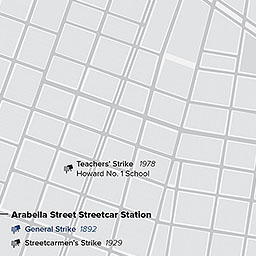 Teachers' Strike 1978
Howard No. 1 School
Arabella Street Streetcar Station
General Strike 1892
Streetcarmen's Strike 1929